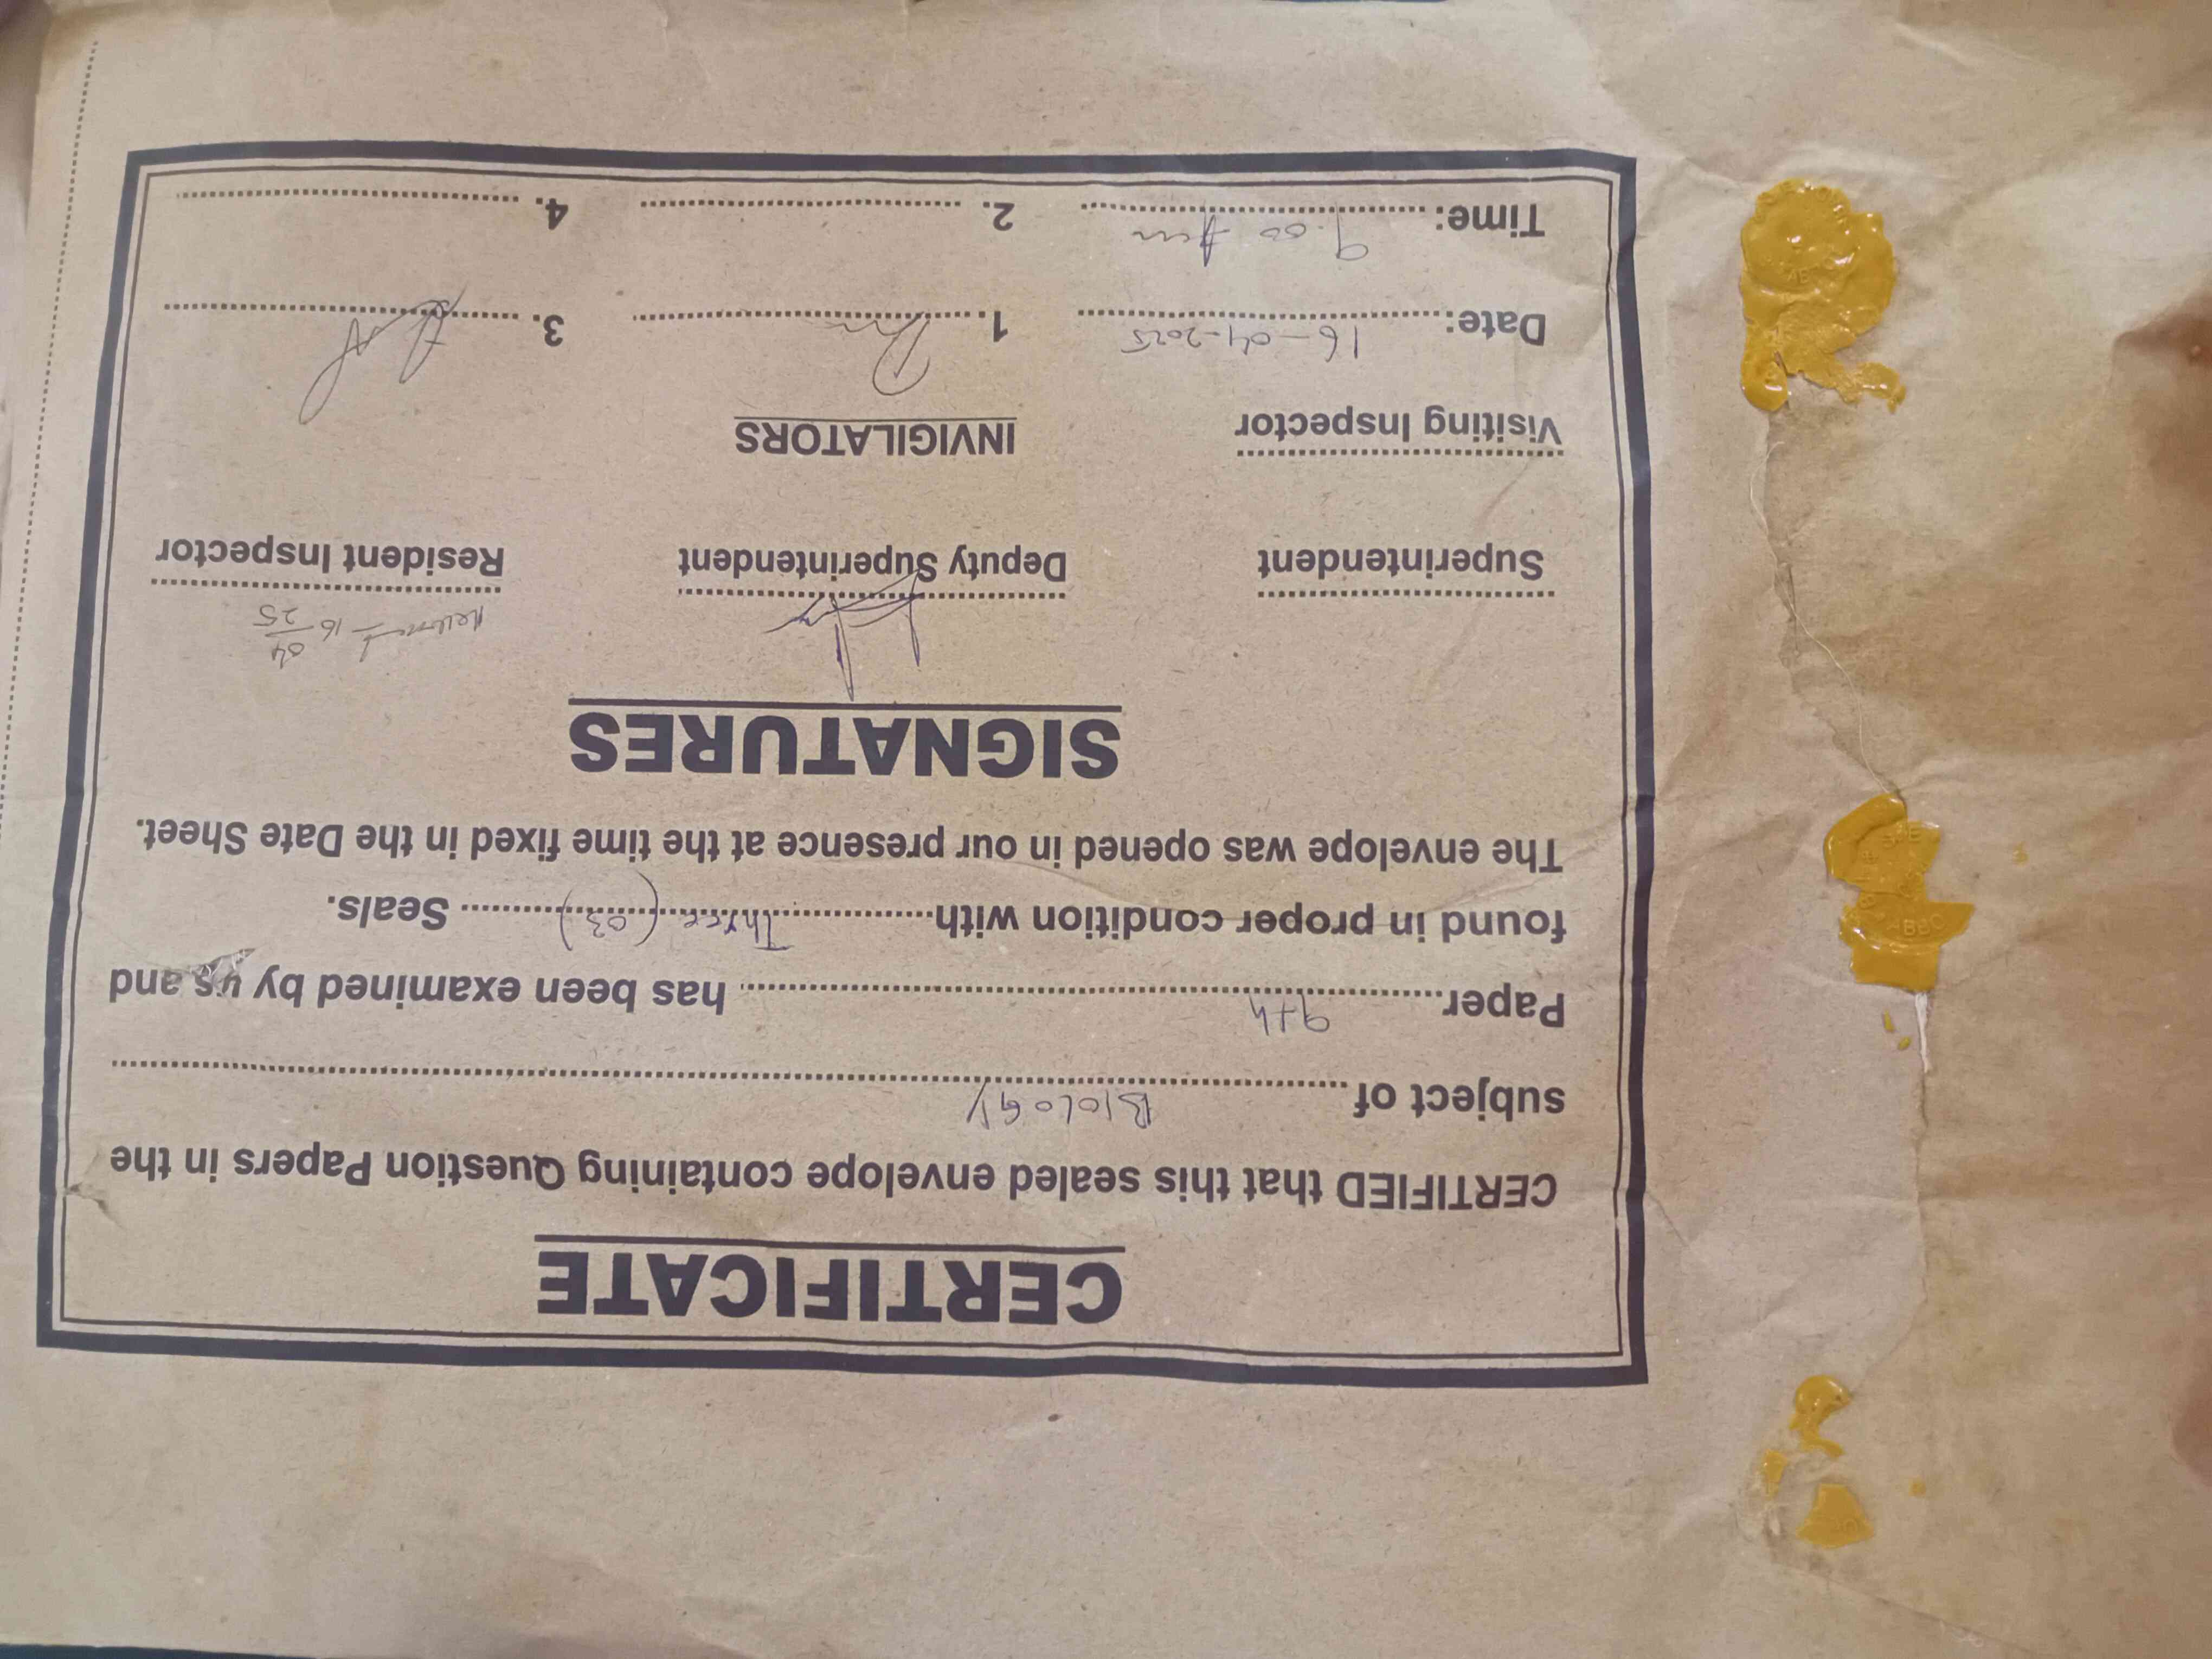 CERTIFICATE
CERTIFIED that this sealed envelope containing Question Papers in the
subject of BIOLOGY
Paper 9th has been examined by us and
found in proper condition with Three (03) Seals.
The envelope was opened in our presence at the time fixed in the Date Sheet.
SIGNATURES
16 04 25
Superintendent Deputy Superintendent Resident Inspector
Visiting Inspector INVIGILATORS
Date: 16-04-2025 1. 3.
Time: 9.00 Am 2. 4.